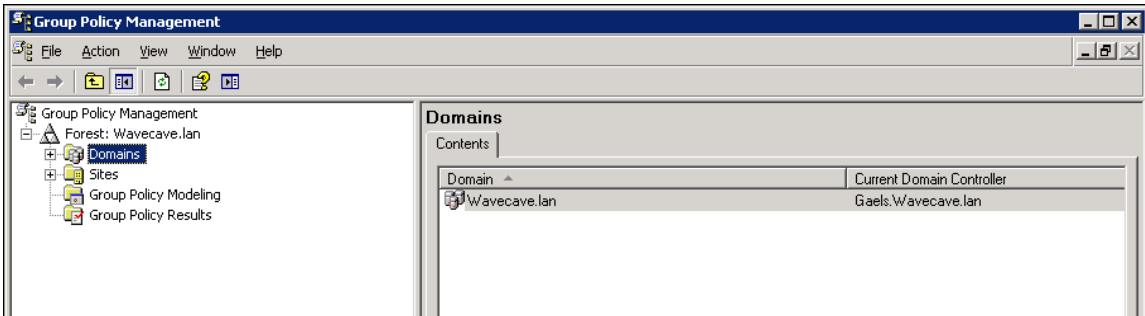 Group Policy Management
File Action View Window Help
Group Policy Management
Forest: Wavecave.lan
Domains
Sites
Group Policy Modeling
Group Policy Results
Domains
Contents
Domain Current Domain Controller
Wavecave.lan Gaels.Wavecave.lan